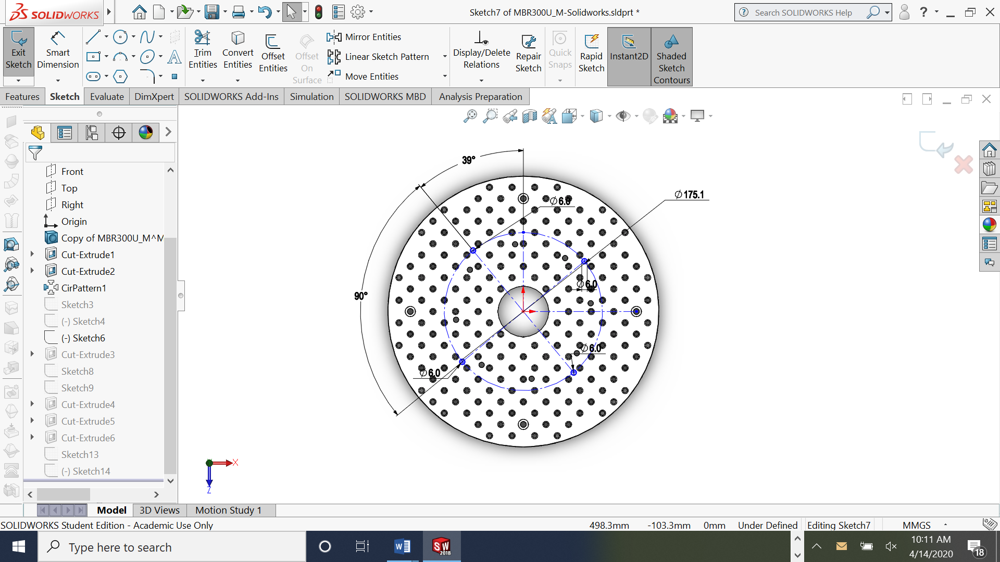 SOLIDWORKS
Sketch7 of MBR300U_M-Solidworks.sldprt *
Search SOLIDWORKS Help
?
Exit Sketch
Smart Dimension
Trim Entities
Convert Entities
Offset Entities
Offset On Surface
Mirror Entities
Linear Sketch Pattern
Move Entities
Display/Delete Relations
Repair Sketch
Quick Snaps
Rapid Sketch
Instant2D
Shaded Sketch Contours
Features
Sketch
Evaluate
DimXpert
SOLIDWORKS Add-Ins
Simulation
SOLIDWORKS MBD
Analysis Preparation
Front
Top
Right
Origin
Copy of MBR300U_M^M
Cut-Extrude1
Cut-Extrude2
CirPattern1
Sketch3
(-) Sketch4
(-) Sketch6
Cut-Extrude3
Sketch8
Sketch9
Cut-Extrude4
Cut-Extrude5
Cut-Extrude6
Sketch13
(-) Sketch14
39°
∅175.1
∅6.0
90°
∅6.0
∅6.0
∅6.0
X
Z
Model
3D Views
Motion Study 1
SOLIDWORKS Student Edition - Academic Use Only
498.3mm
-103.3mm
0mm
Under Defined
Editing Sketch7
MMGS
Type here to search
W
SW
2018
10:11 AM
4/14/2020
18